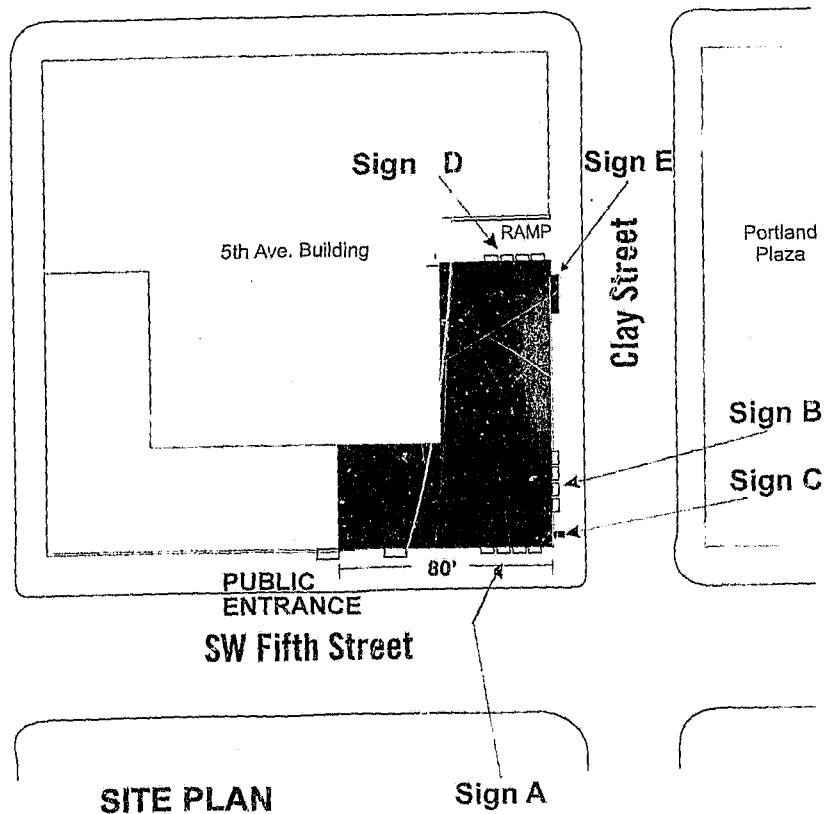 Sign D
Sign E
RAMP
5th Ave. Building
Clay Street
Portland
Plaza
Sign B
Sign C
80'
PUBLIC
ENTRANCE
SW Fifth Street
SITE PLAN
Sign A